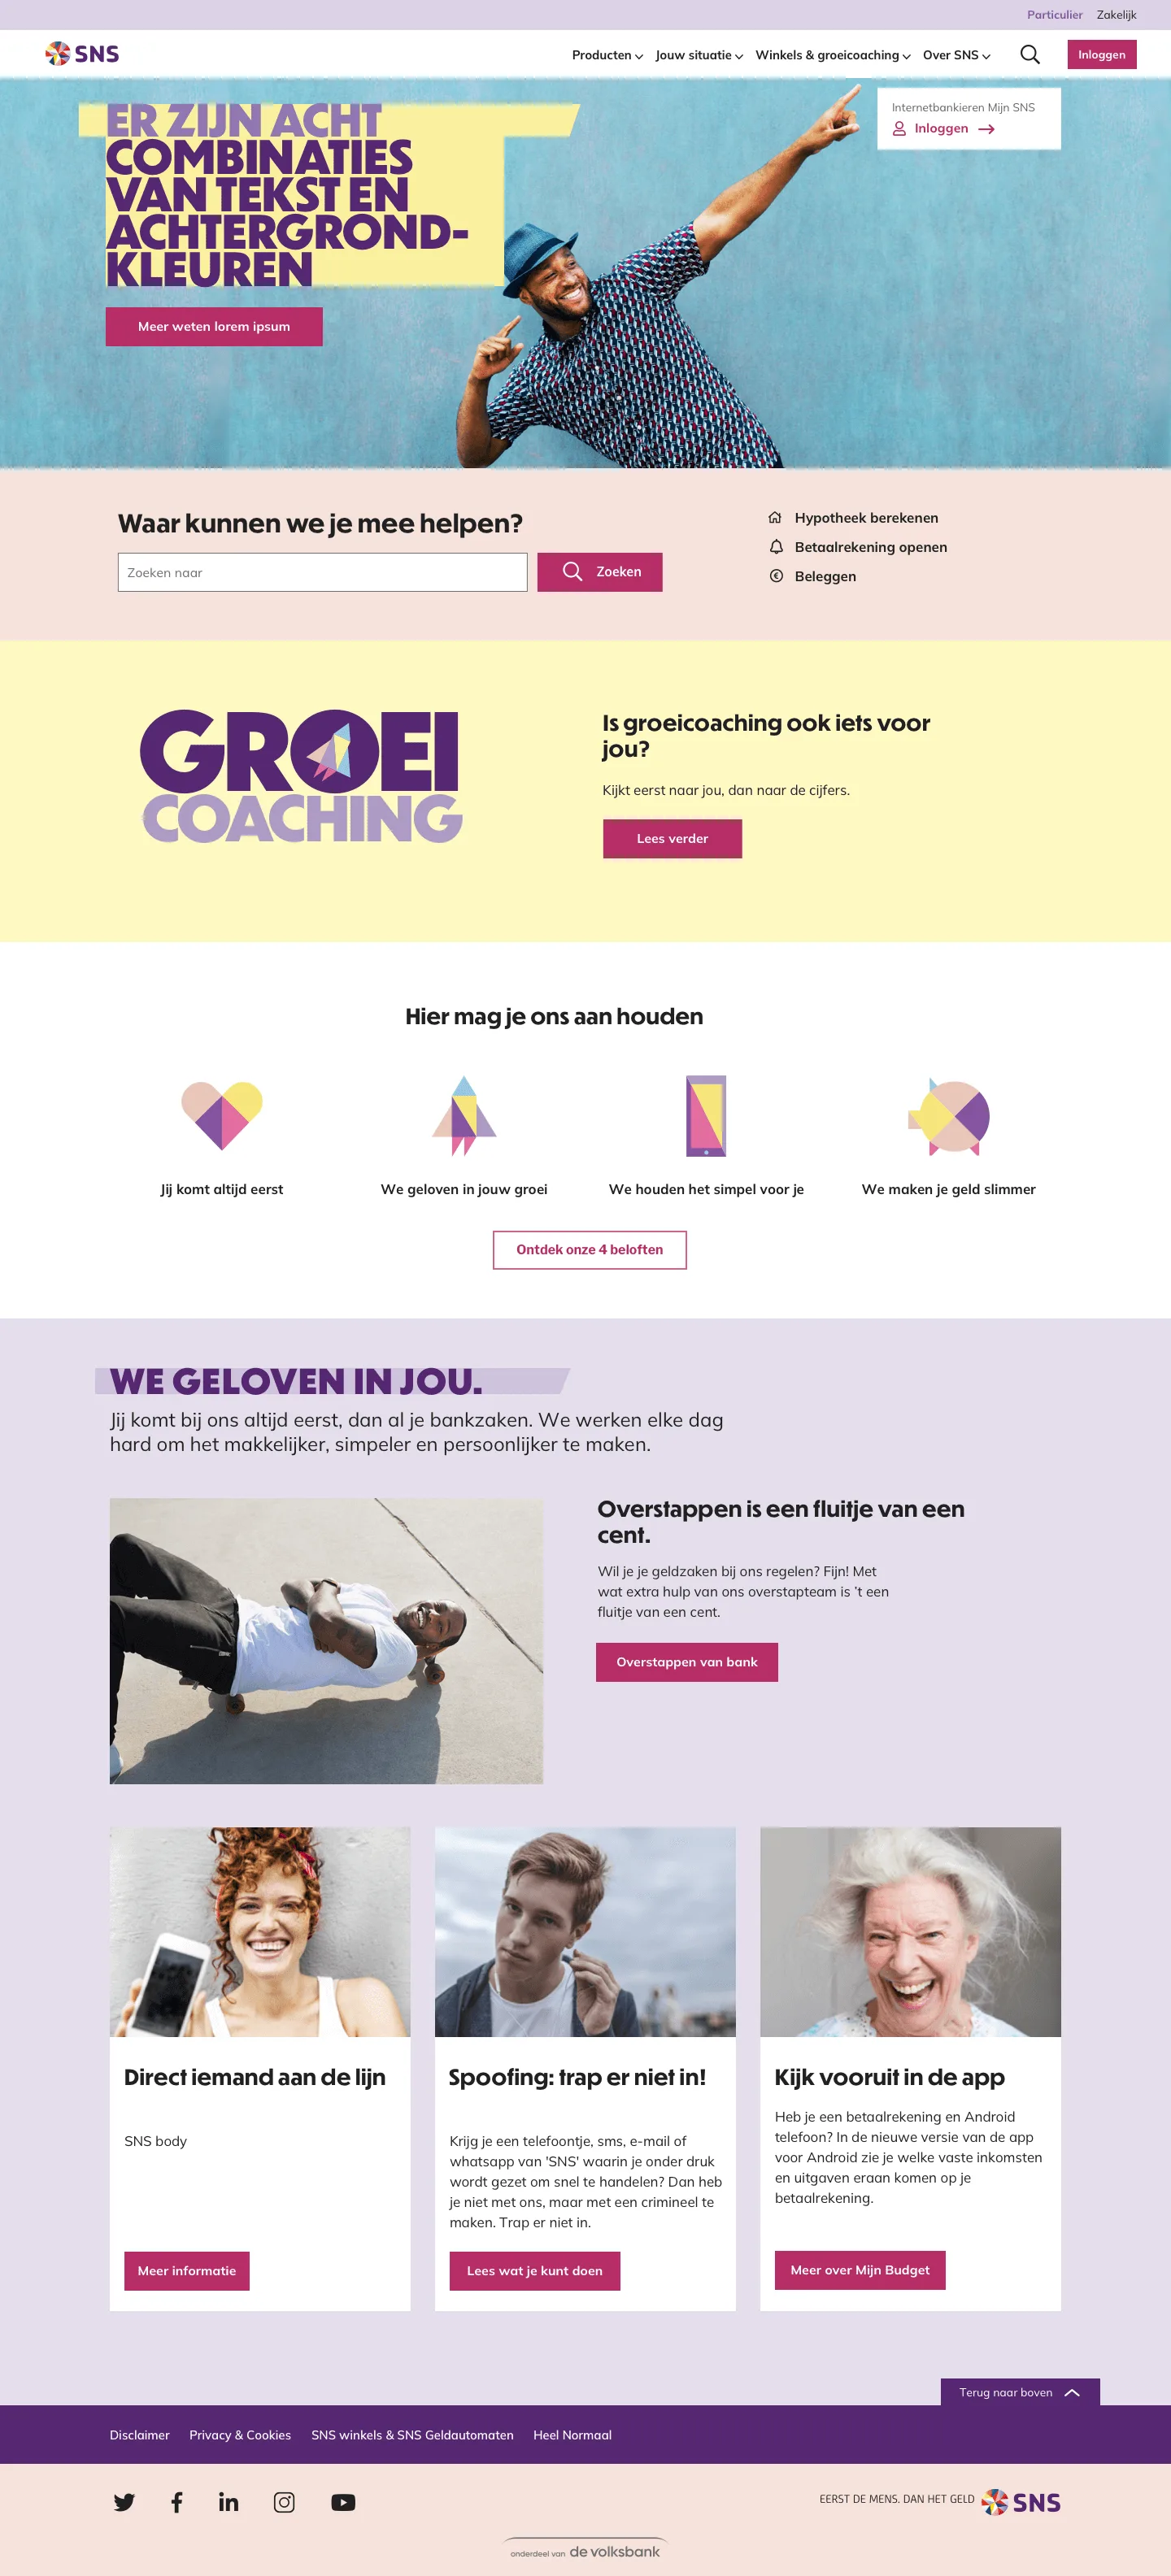 Particulier Zakelijk
SNS
Producten Jouw situatie Winkels & groeicoaching Over SNS Inloggen
Internetbankieren Mijn SNS
Inloggen
ER ZIJN ACHT
COMBINATIES
VAN TEKST EN
ACHTERGROND-
KLEUREN
Meer weten lorem ipsum
Waar kunnen we je mee helpen?
Zoeken naar
Zoeken
Hypotheek berekenen
Betaalrekening openen
Beleggen
GROEI
COACHING
Is groeicoaching ook iets voor
jou?
Kijkt eerst naar jou, dan naar de cijfers.
Lees verder
Hier mag je ons aan houden
Jij komt altijd eerst
We geloven in jouw groei
We houden het simpel voor je
We maken je geld slimmer
Ontdek onze 4 beloften
WE GELOVEN IN JOU.
Jij komt bij ons altijd eerst, dan al je bankzaken. We werken elke dag
hard om het makkelijker, simpeler en persoonlijker te maken.
Overstappen is een fluitje van een
cent.
Wil je je geldzaken bij ons regelen? Fijn! Met
wat extra hulp van ons overstapteam is 't een
fluitje van een cent.
Overstappen van bank
Direct iemand aan de lijn
SNS body
Meer informatie
Spoofing: trap er niet in!
Krijg je een telefoontje, sms, e-mail of
whatsapp van 'SNS' waarin je onder druk
wordt gezet om snel te handelen? Dan heb
je niet met ons, maar met een crimineel te
maken. Trap er niet in.
Lees wat je kunt doen
Kijk vooruit in de app
Heb je een betaalrekening en Android
telefoon? In de nieuwe versie van de app
voor Android zie je welke vaste inkomsten
en uitgaven eraan komen op je
betaalrekening.
Meer over Mijn Budget
Terug naar boven
Disclaimer Privacy & Cookies SNS winkels & SNS Geldautomaten Heel Normaal
EERST DE MENS. DAN HET GELD SNS
onderdeel van de volksbank